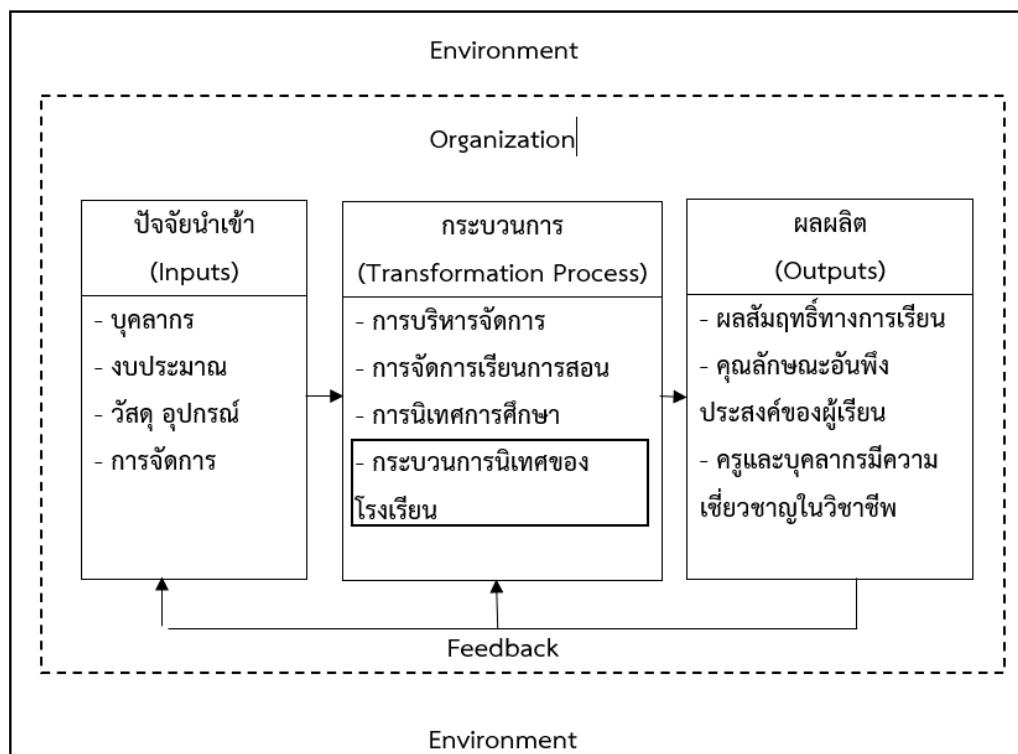 Environment
Organization
ปัจจัยนำเข้า
(Inputs)
- บุคลากร
- งบประมาณ
- วัสดุ อุปกรณ์
- การจัดการ
กระบวนการ
(Transformation Process)
- การบริหารจัดการ
- การจัดการเรียนการสอน
- การนิเทศการศึกษา
- กระบวนการนิเทศของ
โรงเรียน
ผลผลิต
(Outputs)
- ผลสัมฤทธิ์ทางการเรียน
- คุณลักษณะอันพึง
ประสงค์ของผู้เรียน
- ครูและบุคลากรมีความ
เชี่ยวชาญในวิชาชีพ
Feedback
Environment